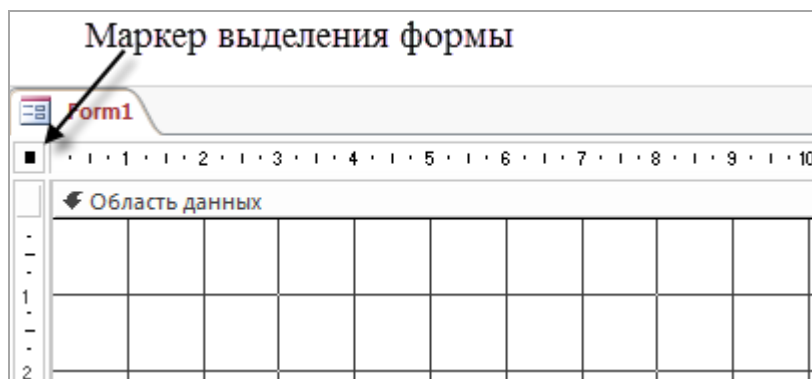 Маркер выделения формы
Form1
1 2 3 4 5 6 7 8 9 10
Область данных
1
2